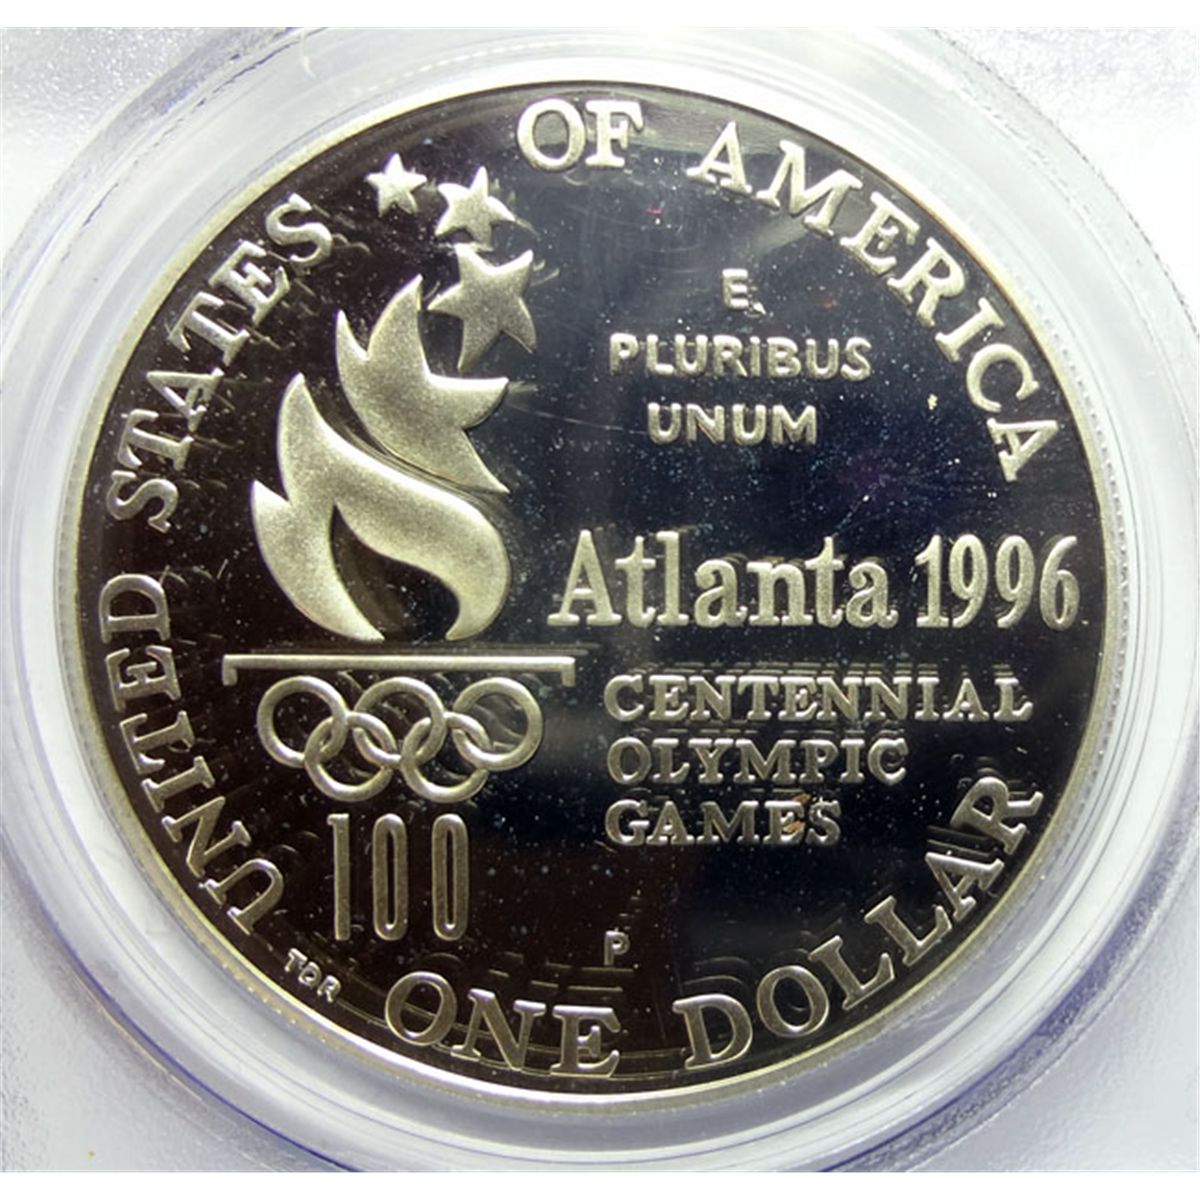 UNITED STATES OF AMERICA
E
PLURIBUS
UNUM
Atlanta 1996
CENTENNIAL
OLYMPIC
GAMES
100
P
TDR
ONE DOLLAR